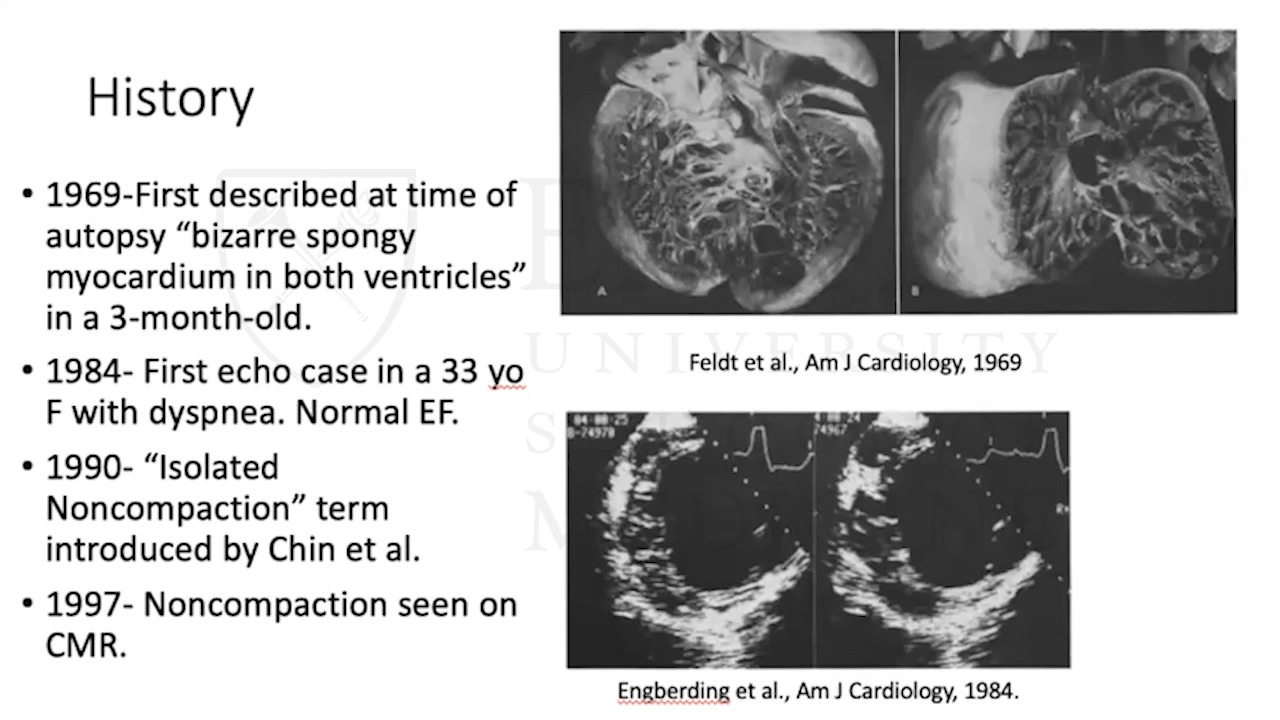 History
• 1969-First described at time of
autopsy “bizarre spongy
myocardium in both ventricles”
in a 3-month-old.
• 1984- First echo case in a 33 yo
F with dyspnea. Normal EF.
• 1990- “Isolated
Noncompaction” term
introduced by Chin et al.
• 1997- Noncompaction seen on
CMR.
A
B
Feldt et al., Am J Cardiology, 1969
UNIVERSITY
Engberding et al., Am J Cardiology, 1984.